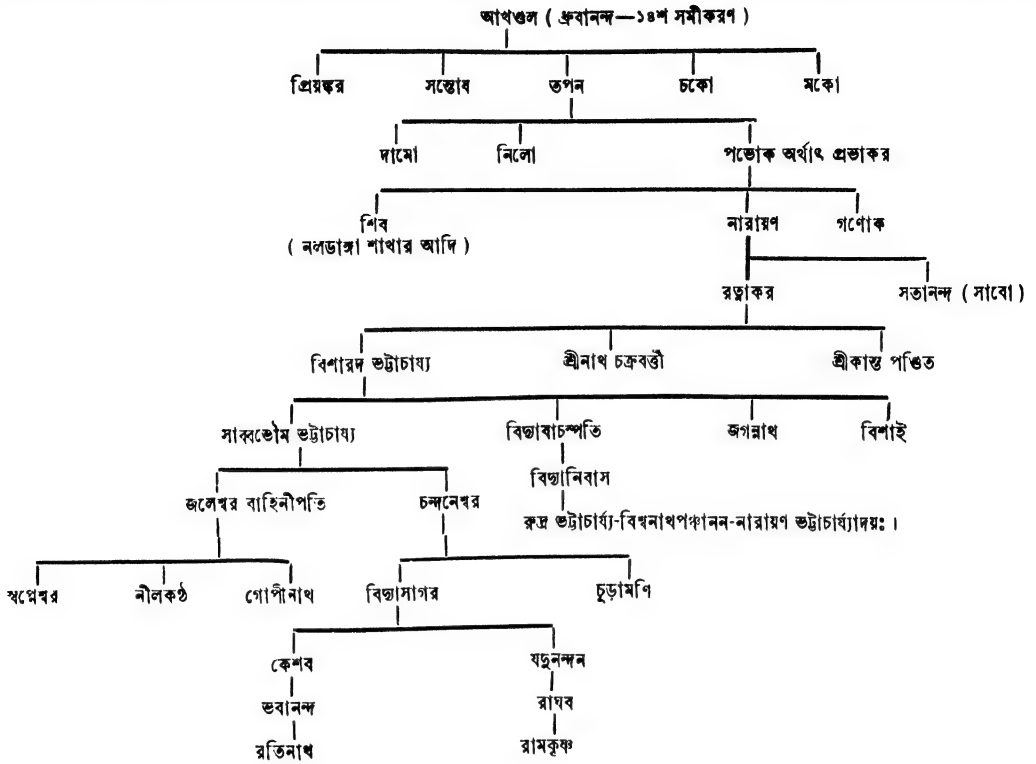 আখণ্ডল ( ধ্রুবানন্দ—১৪শ সমীকরণ )
প্রিয়ঙ্কর সন্তোষ তপন চকো মকো
দামো নিলো পভোক অর্থাৎ প্রভাকর
শিব নারায়ণ গণোক
( নলডাঙ্গা শাখার আদি )
রত্নাকর সতানন্দ ( সাবো )
বিশারদ ভট্টাচায্য শ্রীনাথ চক্রবর্ত্তী শ্রীকান্ত পণ্ডিত
সাব্বভৌম ভট্টাচায্য বিদ্যাবাচস্পতি জগন্নাথ বিশাই
বিদ্যানিবাস
জলেশ্বর বাহিনীপতি চন্দনেশ্বর
রুদ্র ভট্টাচার্য্য-বিশ্বনাথপঞ্চানন-নারায়ণ ভট্টাচার্য্যাদয়ঃ ।
স্বপ্নেশ্বর নীলকণ্ঠ গোপীনাথ বিদ্যাসাগর চূড়ামণি
কেশব যদুনন্দন
ভবানন্দ রাঘব
রতিনাথ রামকৃষ্ণ